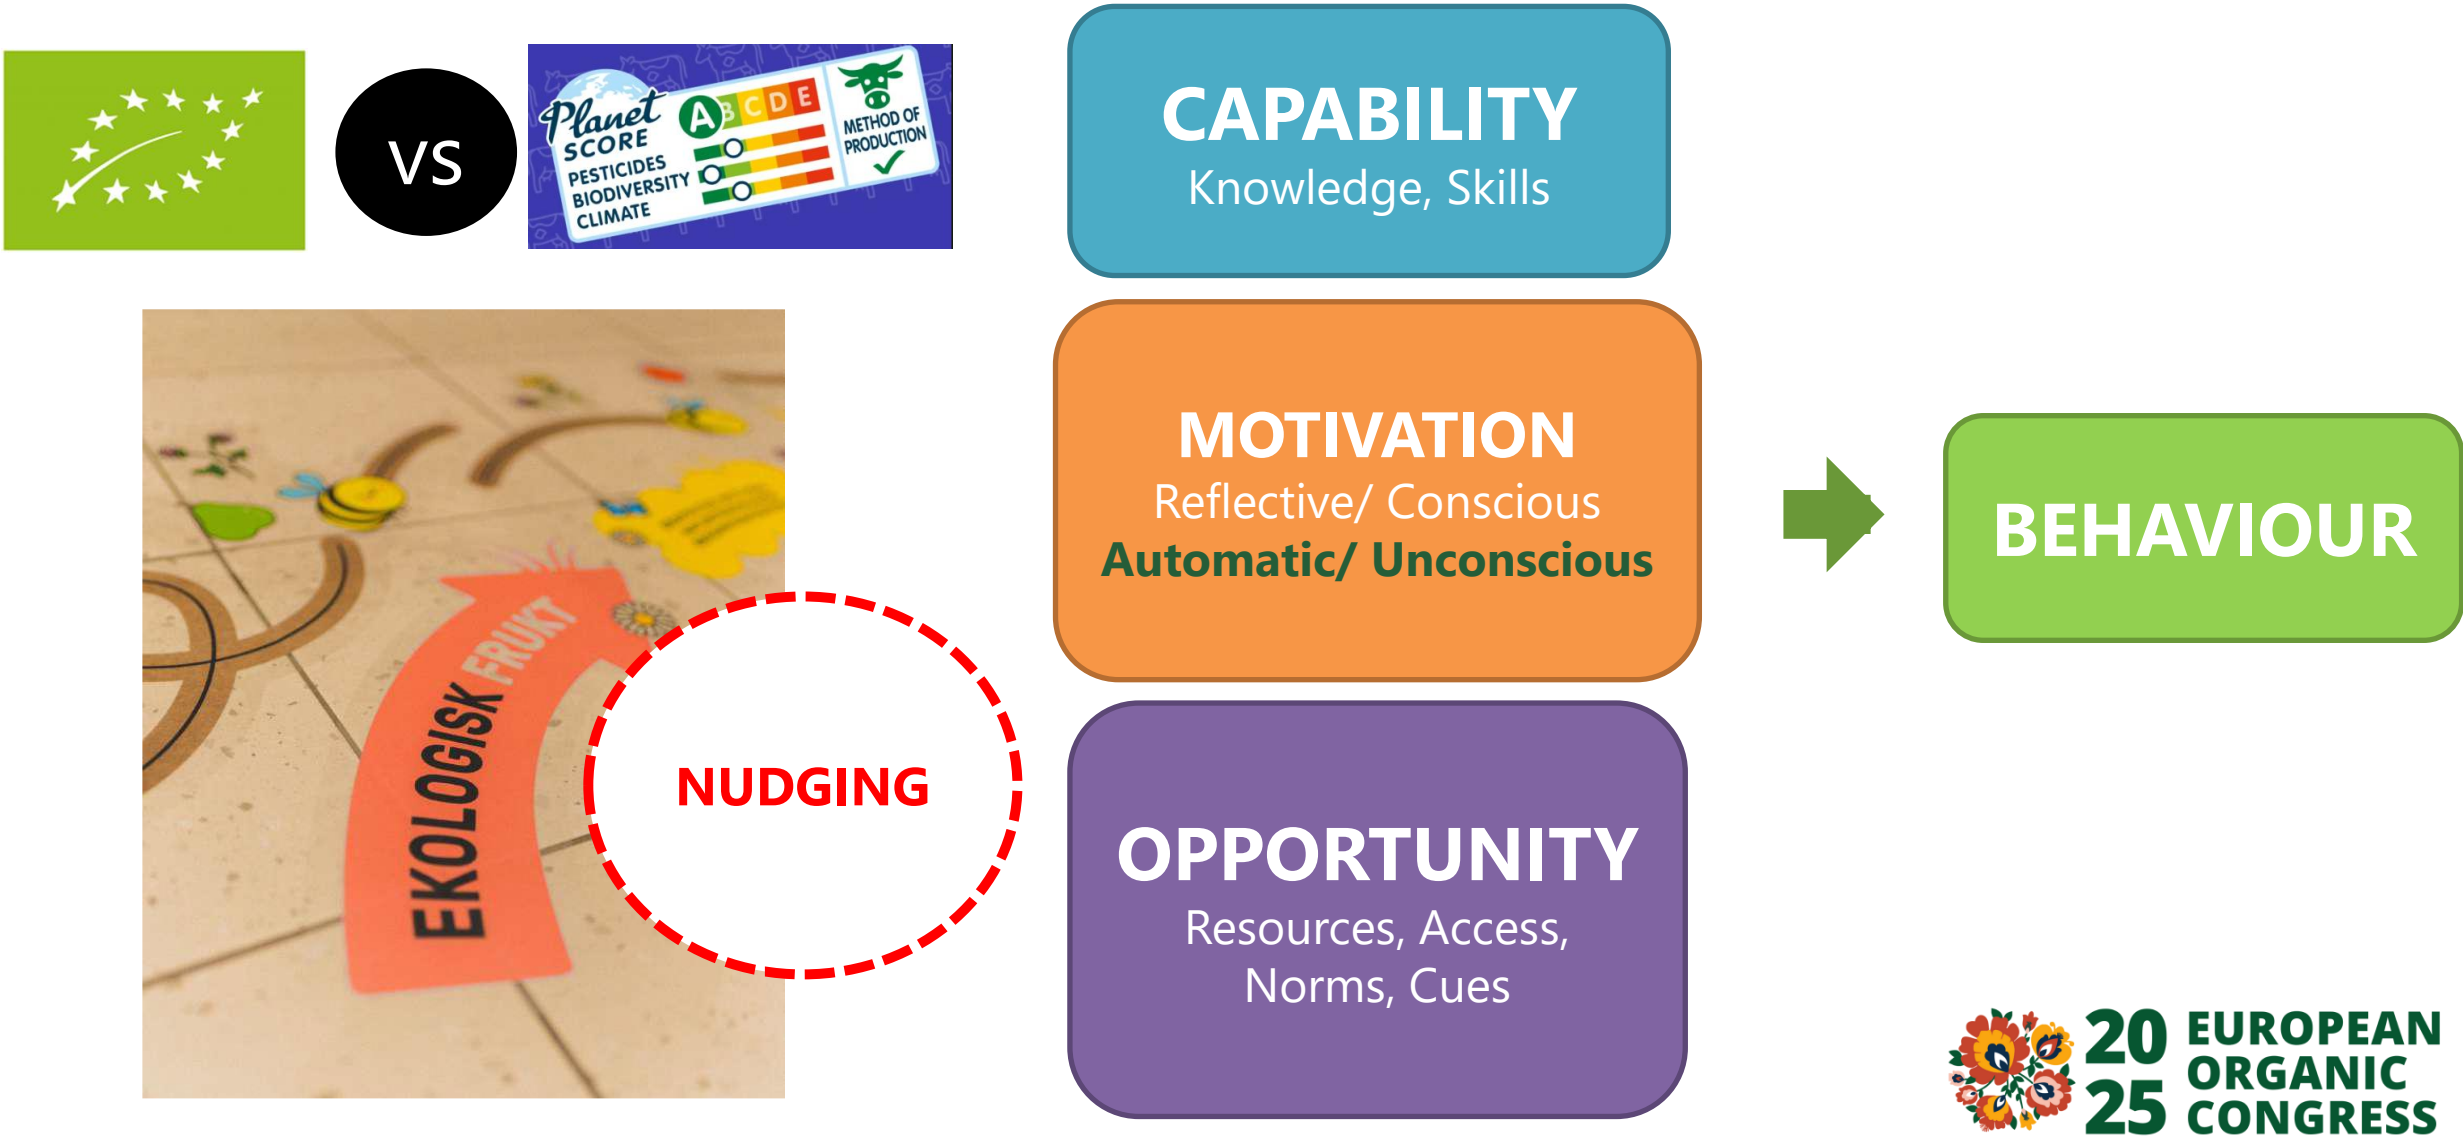 vs
Planet
SCORE
PESTICIDES
BIODIVERSITY
CLIMATE
A B C D E
METHOD OF
PRODUCTION
EKOLOGISK FRUKT
NUDGING
CAPABILITY
Knowledge, Skills
MOTIVATION
Reflective/ Conscious
Automatic/ Unconscious
OPPORTUNITY
Resources, Access,
Norms, Cues
BEHAVIOUR
20 EUROPEAN
ORGANIC
25 CONGRESS